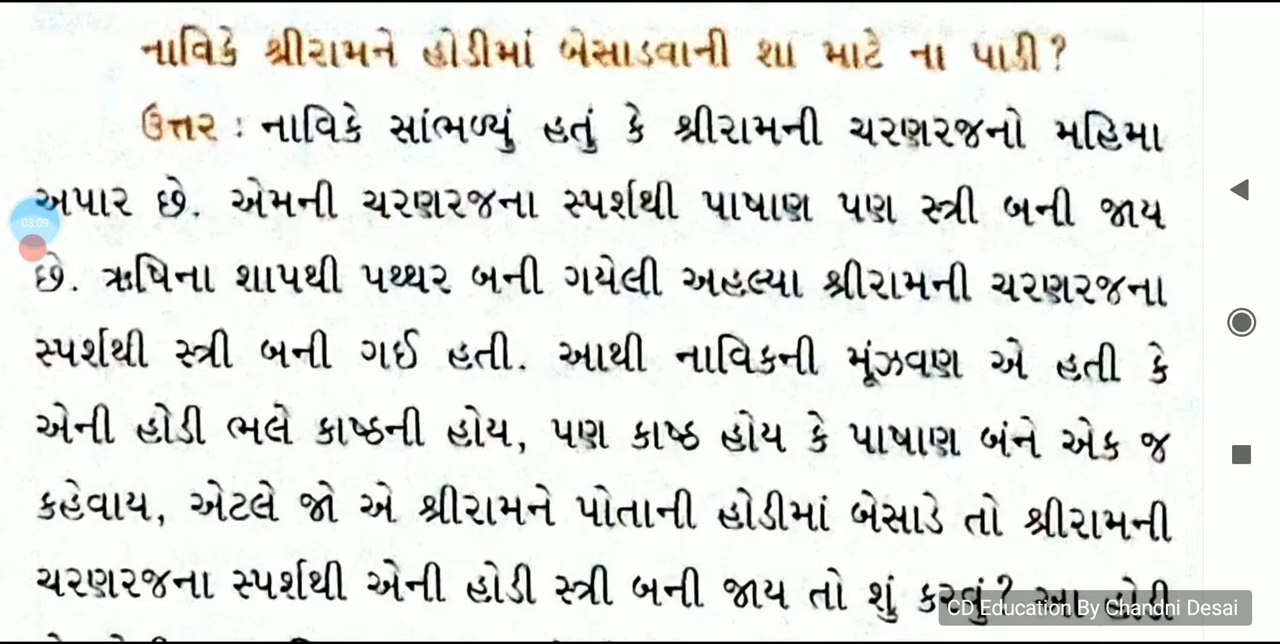 નાવિકે શ્રીરામને હોડીમાં બેસાડવાની શા માટે ના પાડી?
ઉત્તર : નાવિકે સાંભળ્યું હતું કે શ્રીરામની ચરણરજનો મહિમા
અપાર છે. એમની ચરણરજના સ્પર્શથી પાષાણ પણ સ્ત્રી બની જાય
03:09
છે. ઋષિના શાપથી પથ્થર બની ગયેલી અહલ્યા શ્રીરામની ચરણરજના
સ્પર્શથી સ્ત્રી બની ગઈ હતી. આથી નાવિકની મૂંઝવણ એ હતી કે
એની હોડી ભલે કાષ્ઠની હોય, પણ કાષ્ઠ હોય કે પાષાણ બંને એક જ
કહેવાય, એટલે જો એ શ્રીરામને પોતાની હોડીમાં બેસાડે તો શ્રીરામની
ચરણરજના સ્પર્શથી એની હોડી સ્ત્રી બની જાય તો શું કરવું? આ હોડી
CD Education By Chandni Desai